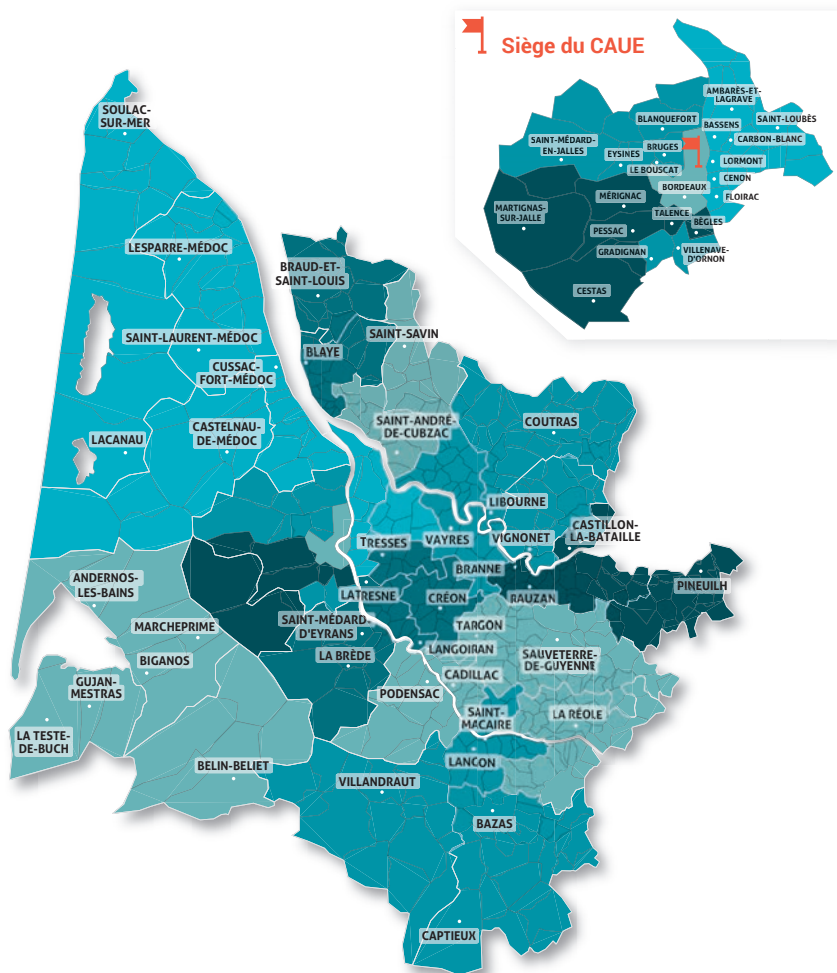 Siège du CAUE
AMBARÈS-ET-
LAGRAVE
BLANQUEFORT
BASSENS
SAINT-LOUBÈS
SAINT-MÉDARD-
EN-JALLES
EYSINES
BRUGES
CARBON-BLANC
LE BOUSCAT
LORMONT
CENON
MARTIGNAS-
SUR-JALLE
MÉRIGNAC
BORDEAUX
FLOIRAC
TALENCE
BÈGLES
PESSAC
GRADIGNAN
VILLENAVE-
D'ORNON
CESTAS
SOULAC-
SUR-MER
LESPARRE-MÉDOC
BRAUD-ET-
SAINT-LOUIS
SAINT-LAURENT-MÉDOC
SAINT-SAVIN
BLAYE
CUSSAC-
FORT-MÉDOC
LACANAU
CASTELNAU-
DE-MÉDOC
SAINT-ANDRÉ-
DE-CUBZAC
COUTRAS
LIBOURNE
TRESSES
VAYRES
VIGNONET
CASTILLON-
LA-BATAILLE
ANDERNOS-
LES-BAINS
BRANNE
PINEUILH
LATRESNE
CRÉON
RAUZAN
MARCHEPRIME
SAINT-MÉDARD-
D'EYRANS
TARGON
BIGANOS
LA BRÈDE
LANGOIRAN
SAUVETERRE-
DE-GUYENNE
GUJAN-
MESTRAS
PODENSAC
CADILLAC
LA TESTE-
DE-BUCH
SAINT-
MACAIRE
LA RÉOLE
BELIN-BELIET
VILLANDRAUT
LANCON
BAZAS
CAPTIEUX